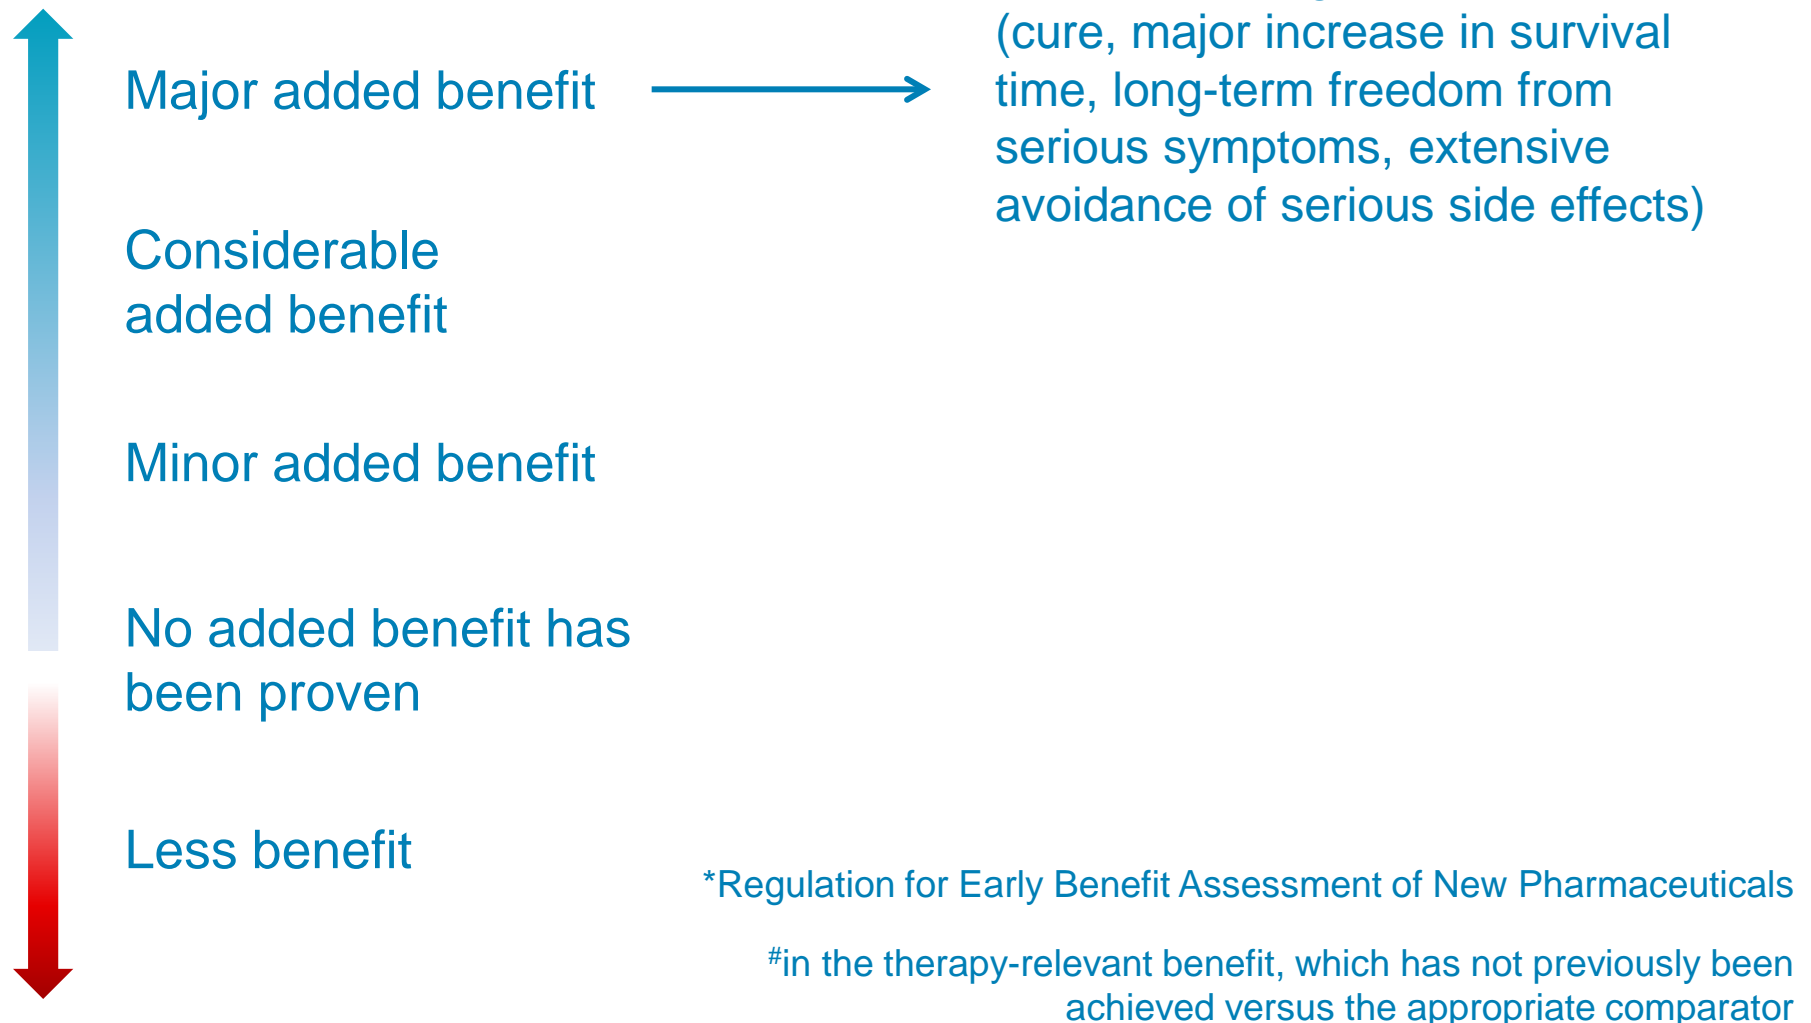 Major added benefit
(cure, major increase in survival
time, long-term freedom from
serious symptoms, extensive
avoidance of serious side effects)
Considerable
added benefit
Minor added benefit
No added benefit has
been proven
Less benefit
*Regulation for Early Benefit Assessment of New Pharmaceuticals
#in the therapy-relevant benefit, which has not previously been
achieved versus the appropriate comparator